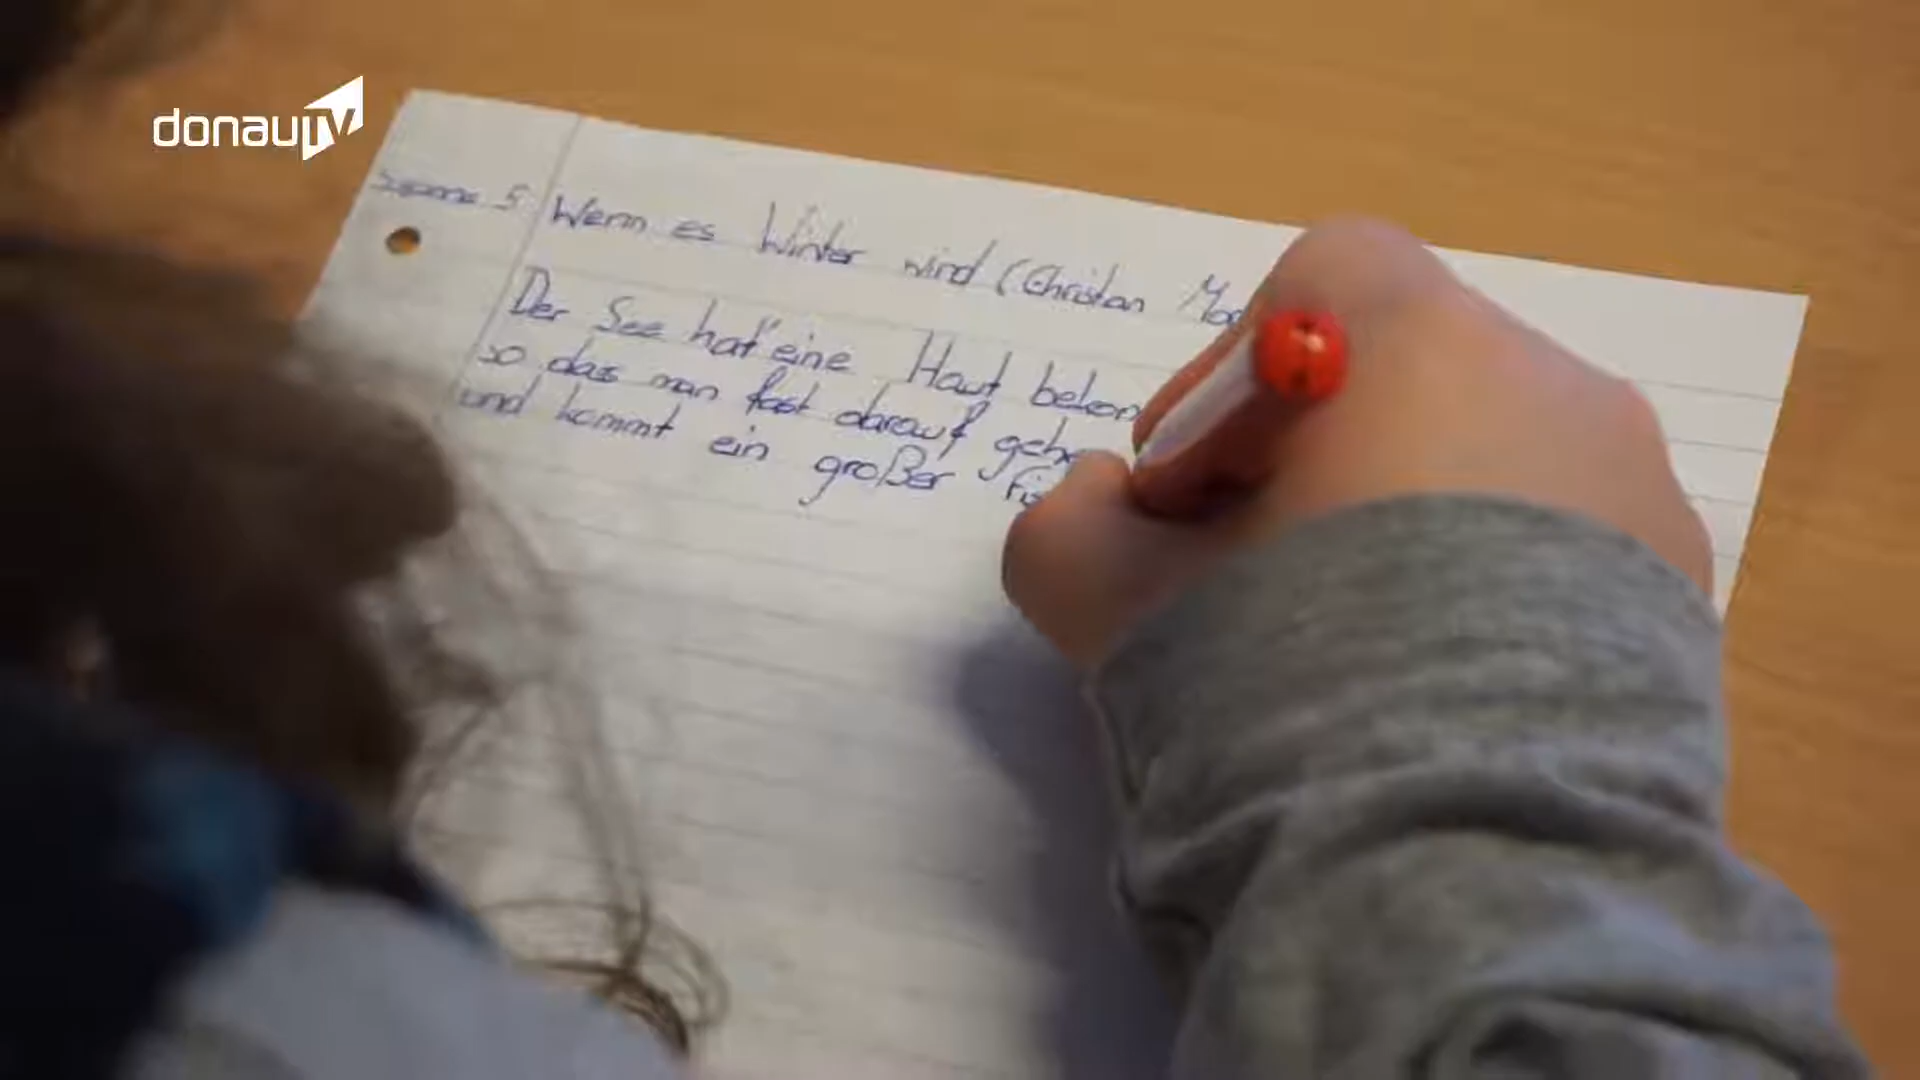 donauTV
Wenn es Winter wird (Christian
Der See hat eine Haut
so dass man fast darauf
und kommt ein großer